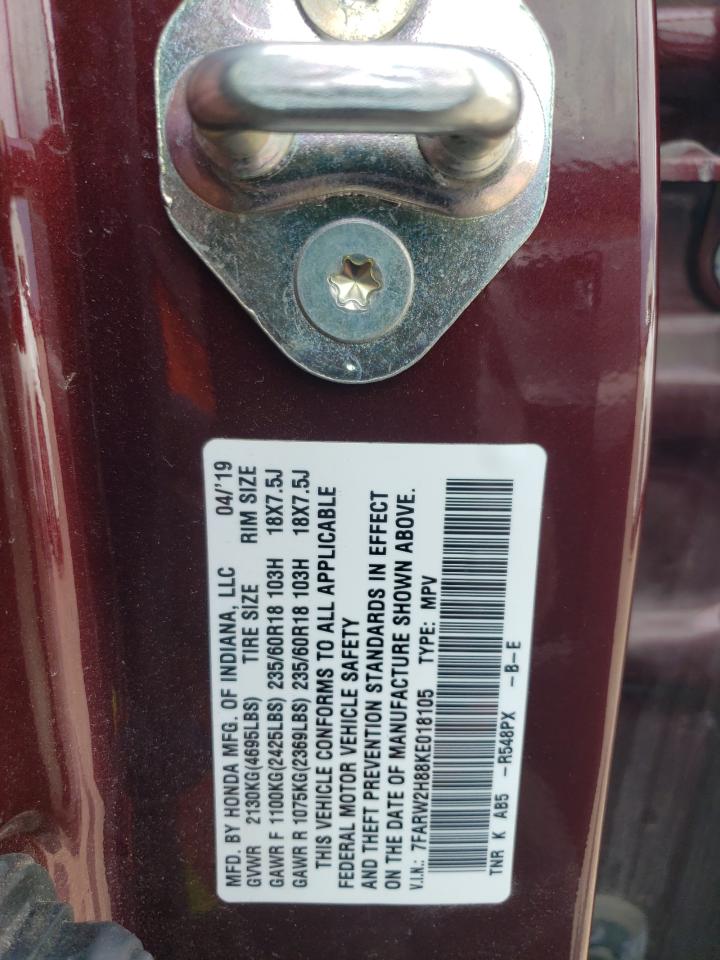 MFD. BY HONDA MFG. OF INDIANA, LLC 04/'19
GVWR 2130KG(4695LBS) TIRE SIZE RIM SIZE
GAWR F 1100KG(2425LBS) 235/60R18 103H 18X7.5J
GAWR R 1075KG(2369LBS) 235/60R18 103H 18X7.5J
THIS VEHICLE CONFORMS TO ALL APPLICABLE
FEDERAL MOTOR VEHICLE SAFETY
AND THEFT PREVENTION STANDARDS IN EFFECT
ON THE DATE OF MANUFACTURE SHOWN ABOVE.
V.I.N.: 7FARW2H88KE018105 TYPE: MPV
TNR K AB5 -R548PX -B-E